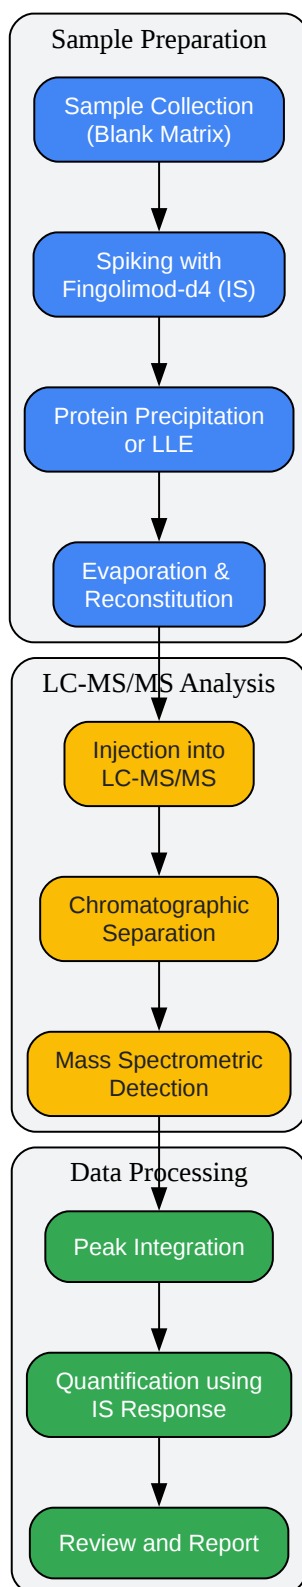 Sample Preparation
Sample Collection
(Blank Matrix)
Spiking with
Fingolimod-d4 (IS)
Protein Precipitation
or LLE
Evaporation &
Reconstitution
LC-MS/MS Analysis
Injection into
LC-MS/MS
Chromatographic
Separation
Mass Spectrometric
Detection
Data Processing
Peak Integration
Quantification using
IS Response
Review and Report